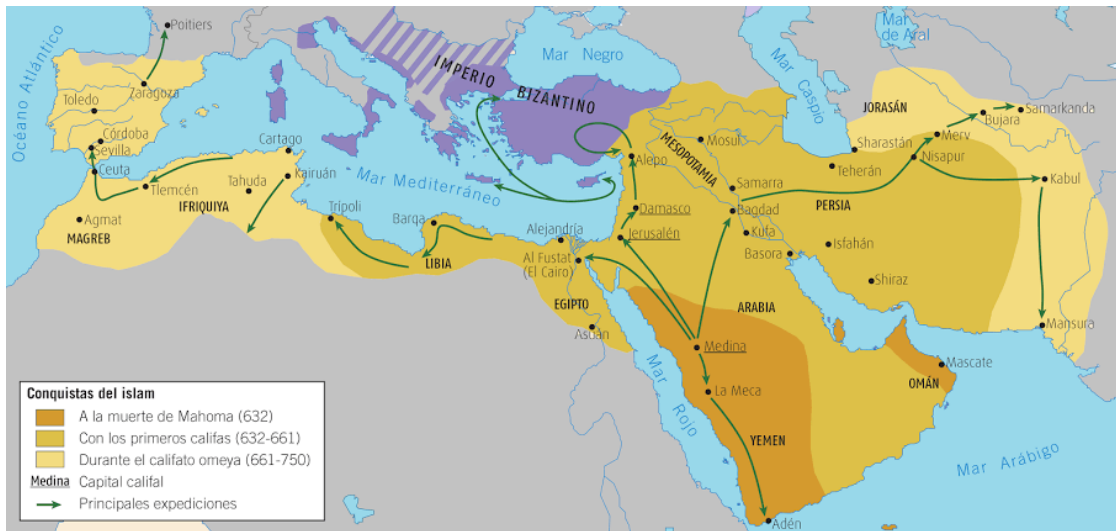 Océano Atlántico
Poitiers
Zaragoza
Toledo
Córdoba
Sevilla
Ceuta
Tlemcén
Tahuda
Agmat
MAGREB
IFRIQUIYA
Cartago
Kairuán
Trípoli
Barqa
LIBIA
Mar Mediterráneo
IMPERIO
BIZANTINO
Mar Negro
Mar Caspio
Mar
de Aral
Alejandría
Al Fustat
(El Cairo)
EGIPTO
Asuán
Alepo
Damasco
Jerusalén
MESOPOTAMIA
Mosul
Samarra
Bagdad
Kufa
Basora
ARABIA
Medina
La Meca
YEMEN
Adén
Mar Rojo
OMÁN
Mascate
Mar Arábigo
PERSIA
Teherán
Isfahán
Shiraz
Sharastán
JORASÁN
Merv
Nisapur
Bujara
Samarkanda
Kabul
Mansura
Conquistas del islam
A la muerte de Mahoma (632)
Con los primeros califas (632-661)
Durante el califato omeya (661-750)
Medina Capital califal
Principales expediciones